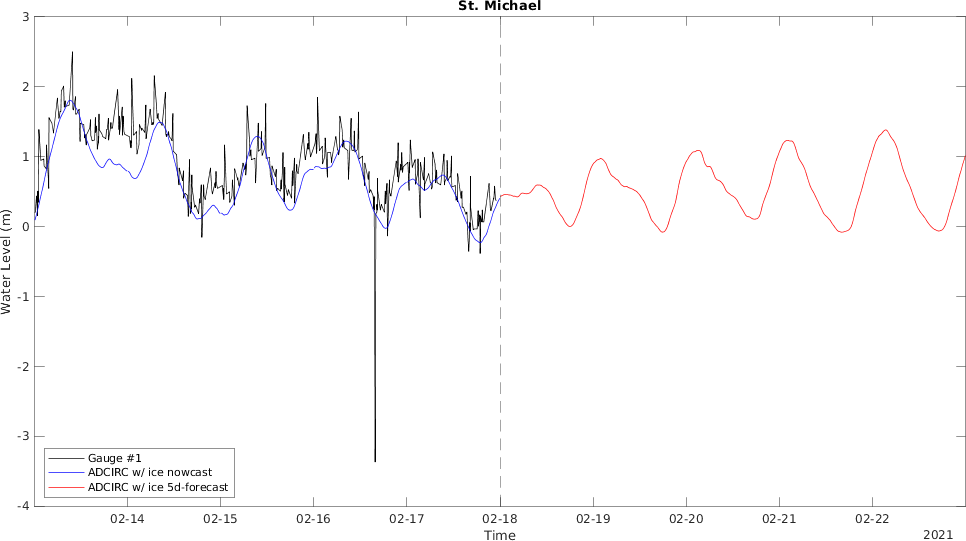 St. Michael
3
2
1
0
-1
-2
-3
-4
Water Level (m)
Gauge #1
ADCIRC w/ ice nowcast
ADCIRC w/ ice 5d-forecast
02-14 02-15 02-16 02-17 02-18 02-19 02-20 02-21 02-22
Time
2021